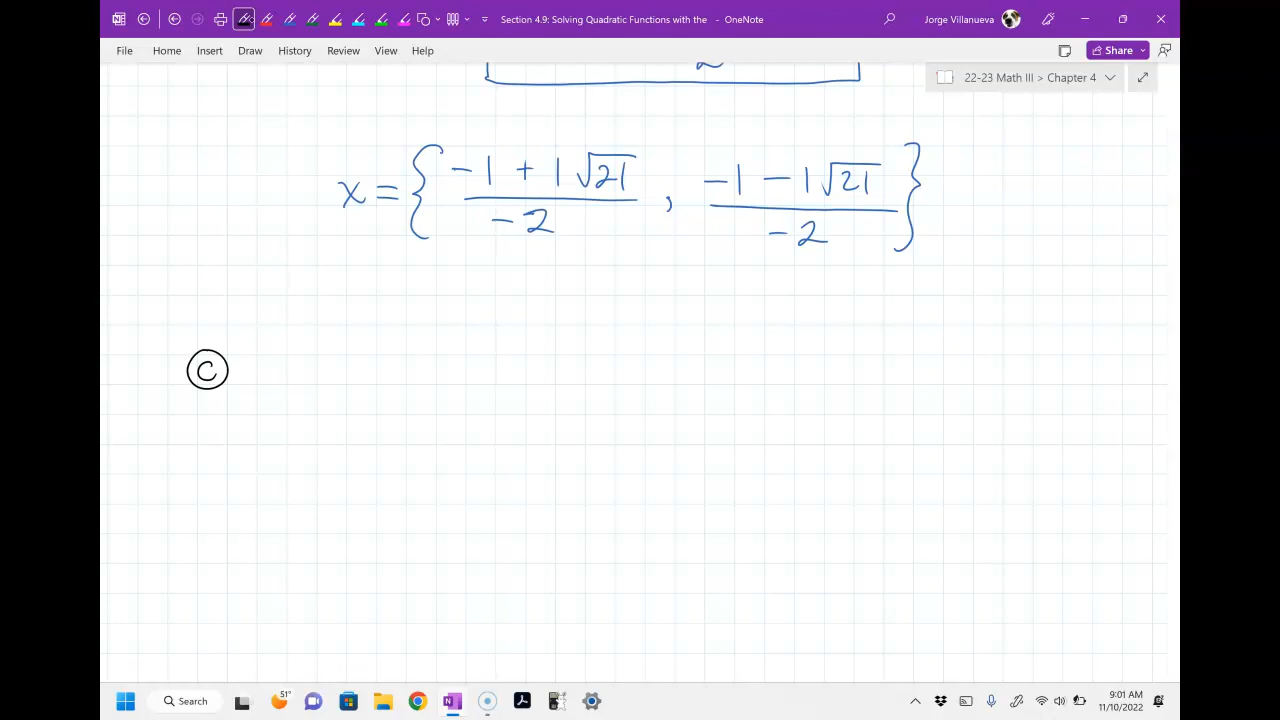 Section 4.9: Solving Quadratic Functions with the - OneNote
Jorge Villanueva
File Home Insert Draw History Review View Help
Share
22-23 Math III > Chapter 4
2
x = { (-1 + 1√21)/-2 , (-1 - 1√21)/-2 }
C
51°
Search
9:01 AM
11/10/2022